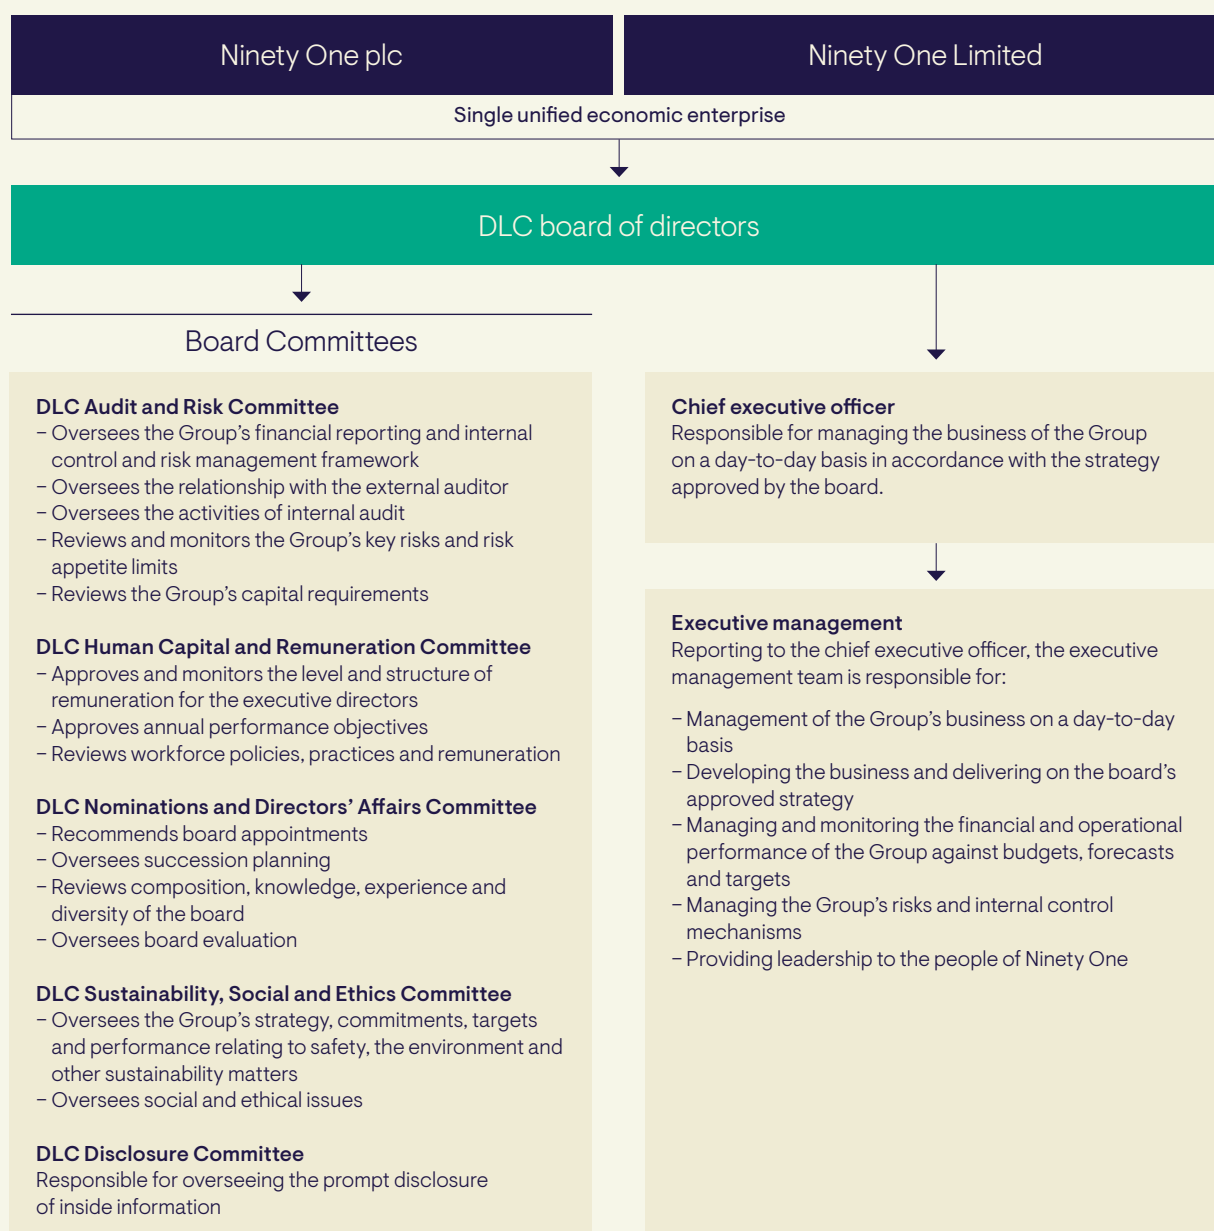 Ninety One plc
Ninety One Limited
Single unified economic enterprise
DLC board of directors
Board Committees
DLC Audit and Risk Committee
– Oversees the Group’s financial reporting and internal
control and risk management framework
– Oversees the relationship with the external auditor
– Oversees the activities of internal audit
– Reviews and monitors the Group’s key risks and risk
appetite limits
– Reviews the Group’s capital requirements
DLC Human Capital and Remuneration Committee
– Approves and monitors the level and structure of
remuneration for the executive directors
– Approves annual performance objectives
– Reviews workforce policies, practices and remuneration
DLC Nominations and Directors’ Affairs Committee
– Recommends board appointments
– Oversees succession planning
– Reviews composition, knowledge, experience and
diversity of the board
– Oversees board evaluation
DLC Sustainability, Social and Ethics Committee
– Oversees the Group’s strategy, commitments, targets
and performance relating to safety, the environment and
other sustainability matters
– Oversees social and ethical issues
DLC Disclosure Committee
Responsible for overseeing the prompt disclosure
of inside information
Chief executive officer
Responsible for managing the business of the Group
on a day-to-day basis in accordance with the strategy
approved by the board.
Executive management
Reporting to the chief executive officer, the executive
management team is responsible for:
– Management of the Group’s business on a day-to-day
basis
– Developing the business and delivering on the board’s
approved strategy
– Managing and monitoring the financial and operational
performance of the Group against budgets, forecasts
and targets
– Managing the Group’s risks and internal control
mechanisms
– Providing leadership to the people of Ninety One